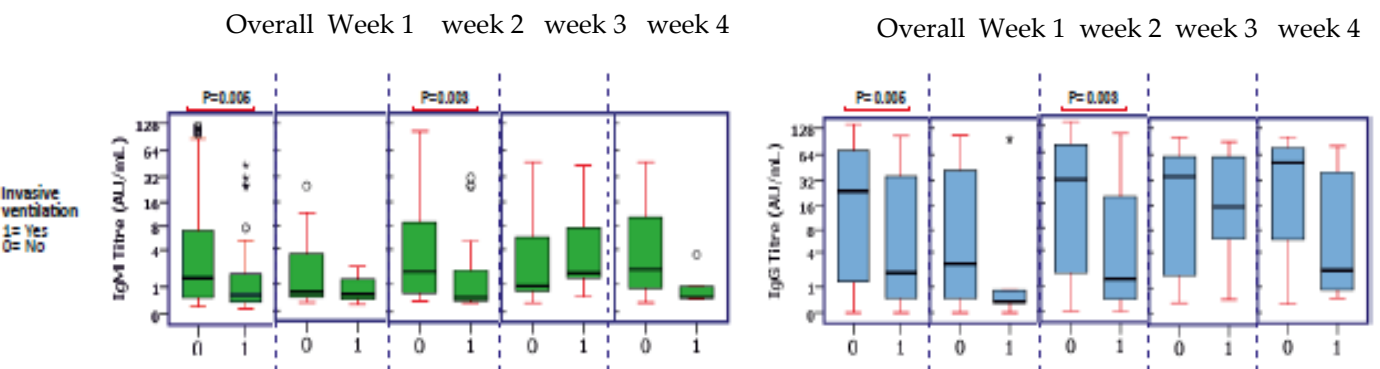 Overall Week 1 week 2 week 3 week 4
P=0.006 P=0.003
128
64
32
16
8
4
1
0
IgM Titre (AU/mL)
Invasive
ventilation
1= Yes
0= No
0 1 0 1 0 1 0 1 0 1
Overall Week 1 week 2 week 3 week 4
P= 0.006 P= 0.003
128
64
32
16
8
4
1
0
IgG Titre (AU/mL)
0 1 0 1 0 1 0 1 0 1